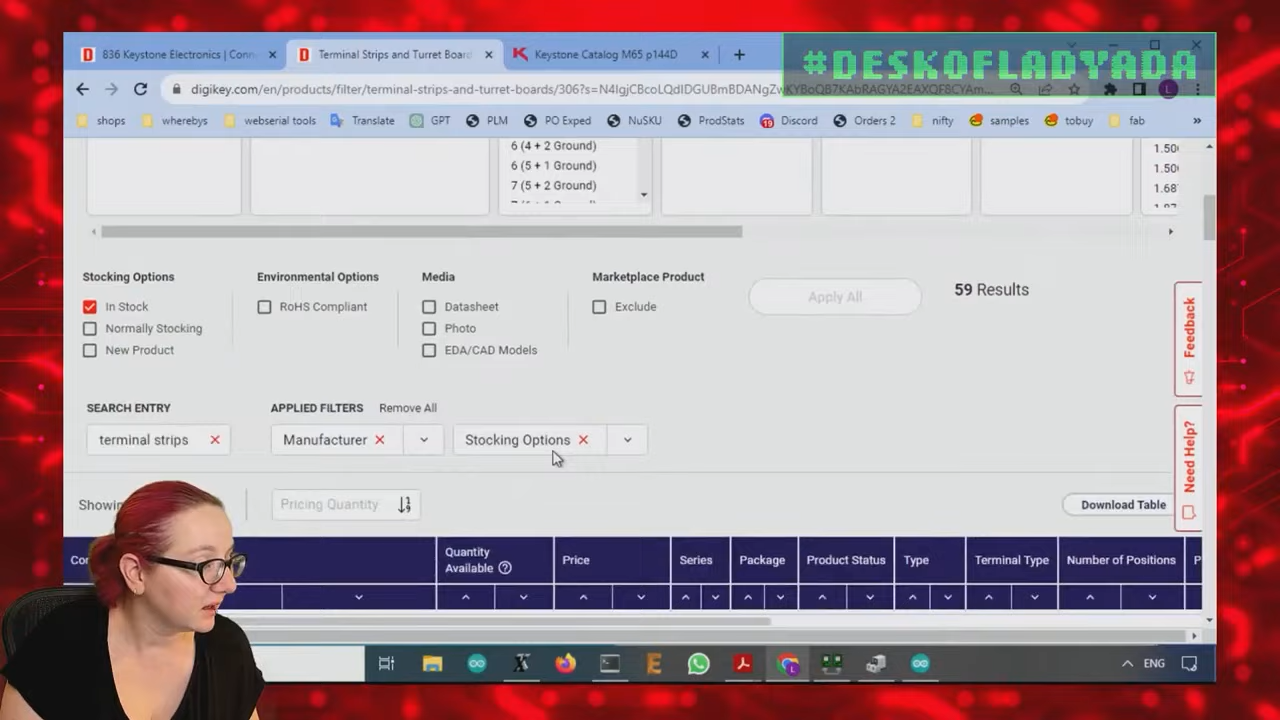 836 Keystone Electronics | Conn
Terminal Strips and Turret Board
Keystone Catalog M65 p144D
#DESKOFLADYADA
digikey.com/en/products/filter/terminal-strips-and-turret-boards/306?s=
shops
whereby
webserial tools
Translate
GPT
PLM
PO Exped
NuSKU
ProdStats
Discord
Orders 2
nifty
samples
tobuy
fab
»
6 (4 + 2 Ground)
6 (5 + 1 Ground)
7 (5 + 2 Ground)
1.50
1.50
1.68
Stocking Options
Environmental Options
Media
Marketplace Product
In Stock
RoHS Compliant
Datasheet
Exclude
Apply All
59 Results
Normally Stocking
Photo
New Product
EDA/CAD Models
Feedback
SEARCH ENTRY
APPLIED FILTERS
Remove All
terminal strips
Manufacturer
Stocking Options
Need Help?
Showin
Pricing Quantity
Download Table
Com
Quantity Available
Price
Series
Package
Product Status
Type
Terminal Type
Number of Positions
P
ENG